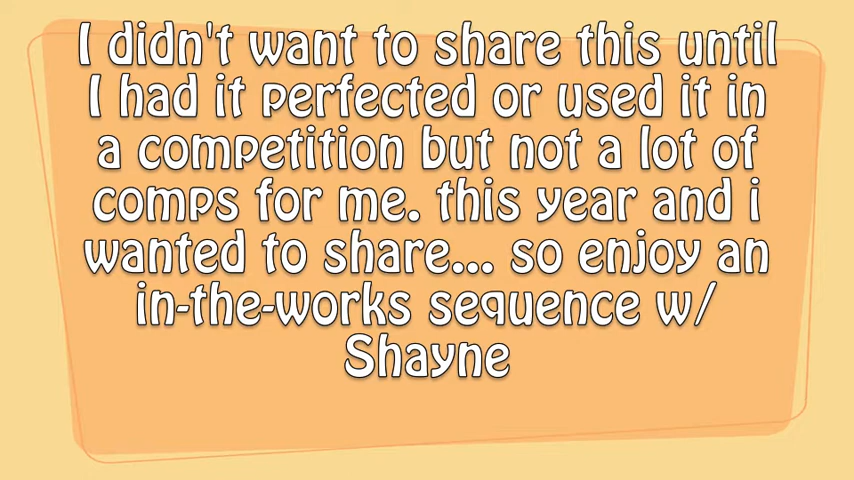 I didn't want to share this until
I had it perfected or used it in
a competition but not a lot of
comps for me. this year and i
wanted to share... so enjoy an
in-the-works sequence w/
Shayne